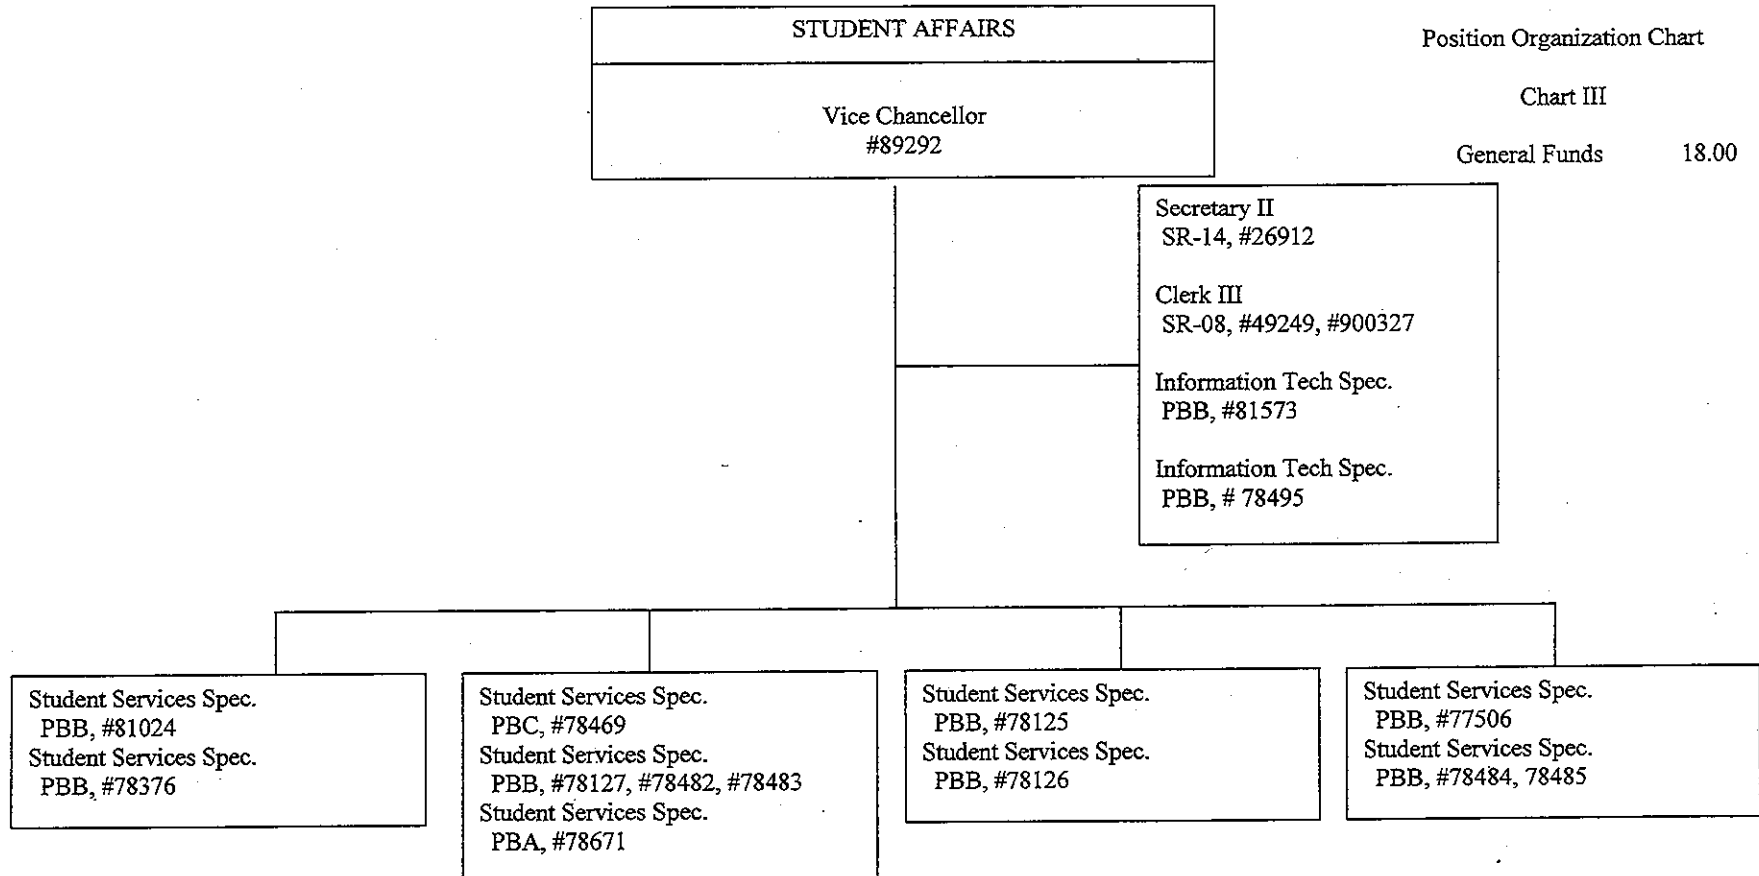 STUDENT AFFAIRS
Vice Chancellor
#89292
Position Organization Chart
Chart III
General Funds 18.00
Secretary II
SR-14, #26912
Clerk III
SR-08, #49249, #900327
Information Tech Spec.
PBB, #81573
Information Tech Spec.
PBB, # 78495
Student Services Spec.
PBB, #81024
Student Services Spec.
PBB, #78376
Student Services Spec.
PBC, #78469
Student Services Spec.
PBB, #78127, #78482, #78483
Student Services Spec.
PBA, #78671
Student Services Spec.
PBB, #78125
Student Services Spec.
PBB, #78126
Student Services Spec.
PBB, #77506
Student Services Spec.
PBB, #78484, 78485